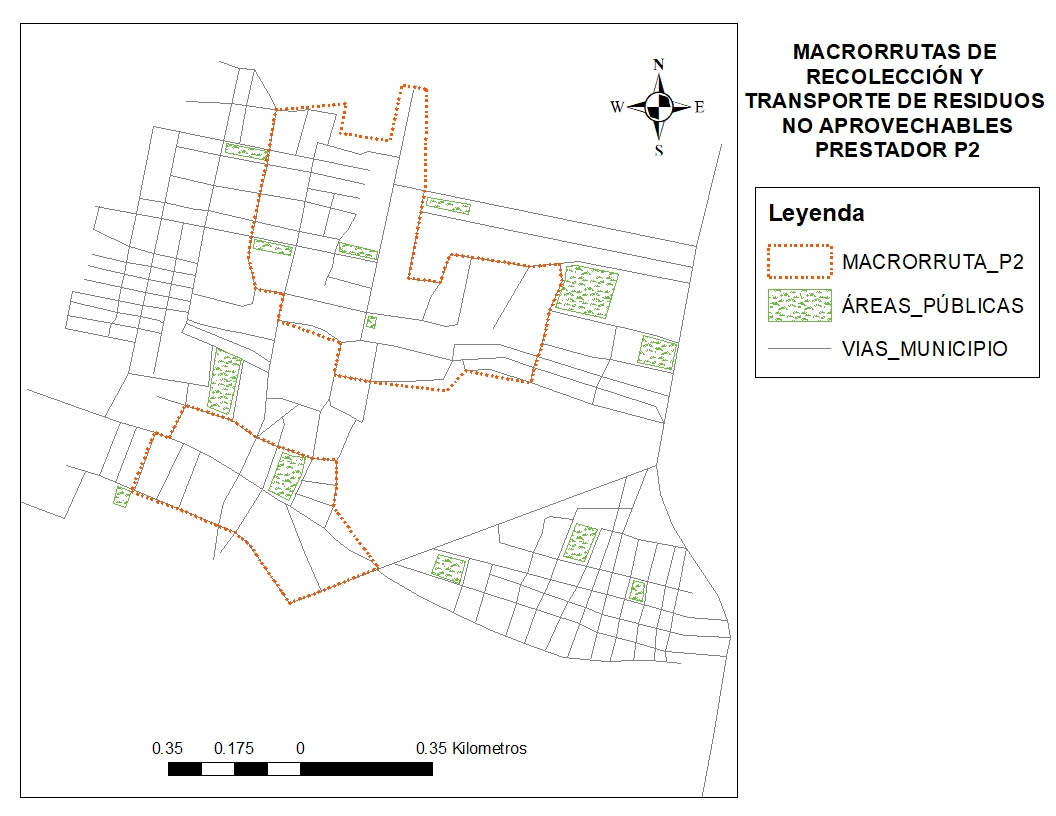 MACRORRUTAS DE
RECOLECCIÓN Y
TRANSPORTE DE RESIDUOS
NO APROVECHABLES
PRESTADOR P2
N
W E
S
Leyenda
MACRORRUTA_P2
ÁREAS_PÚBLICAS
VIAS_MUNICIPIO
0.35 0.175 0 0.35 Kilometros